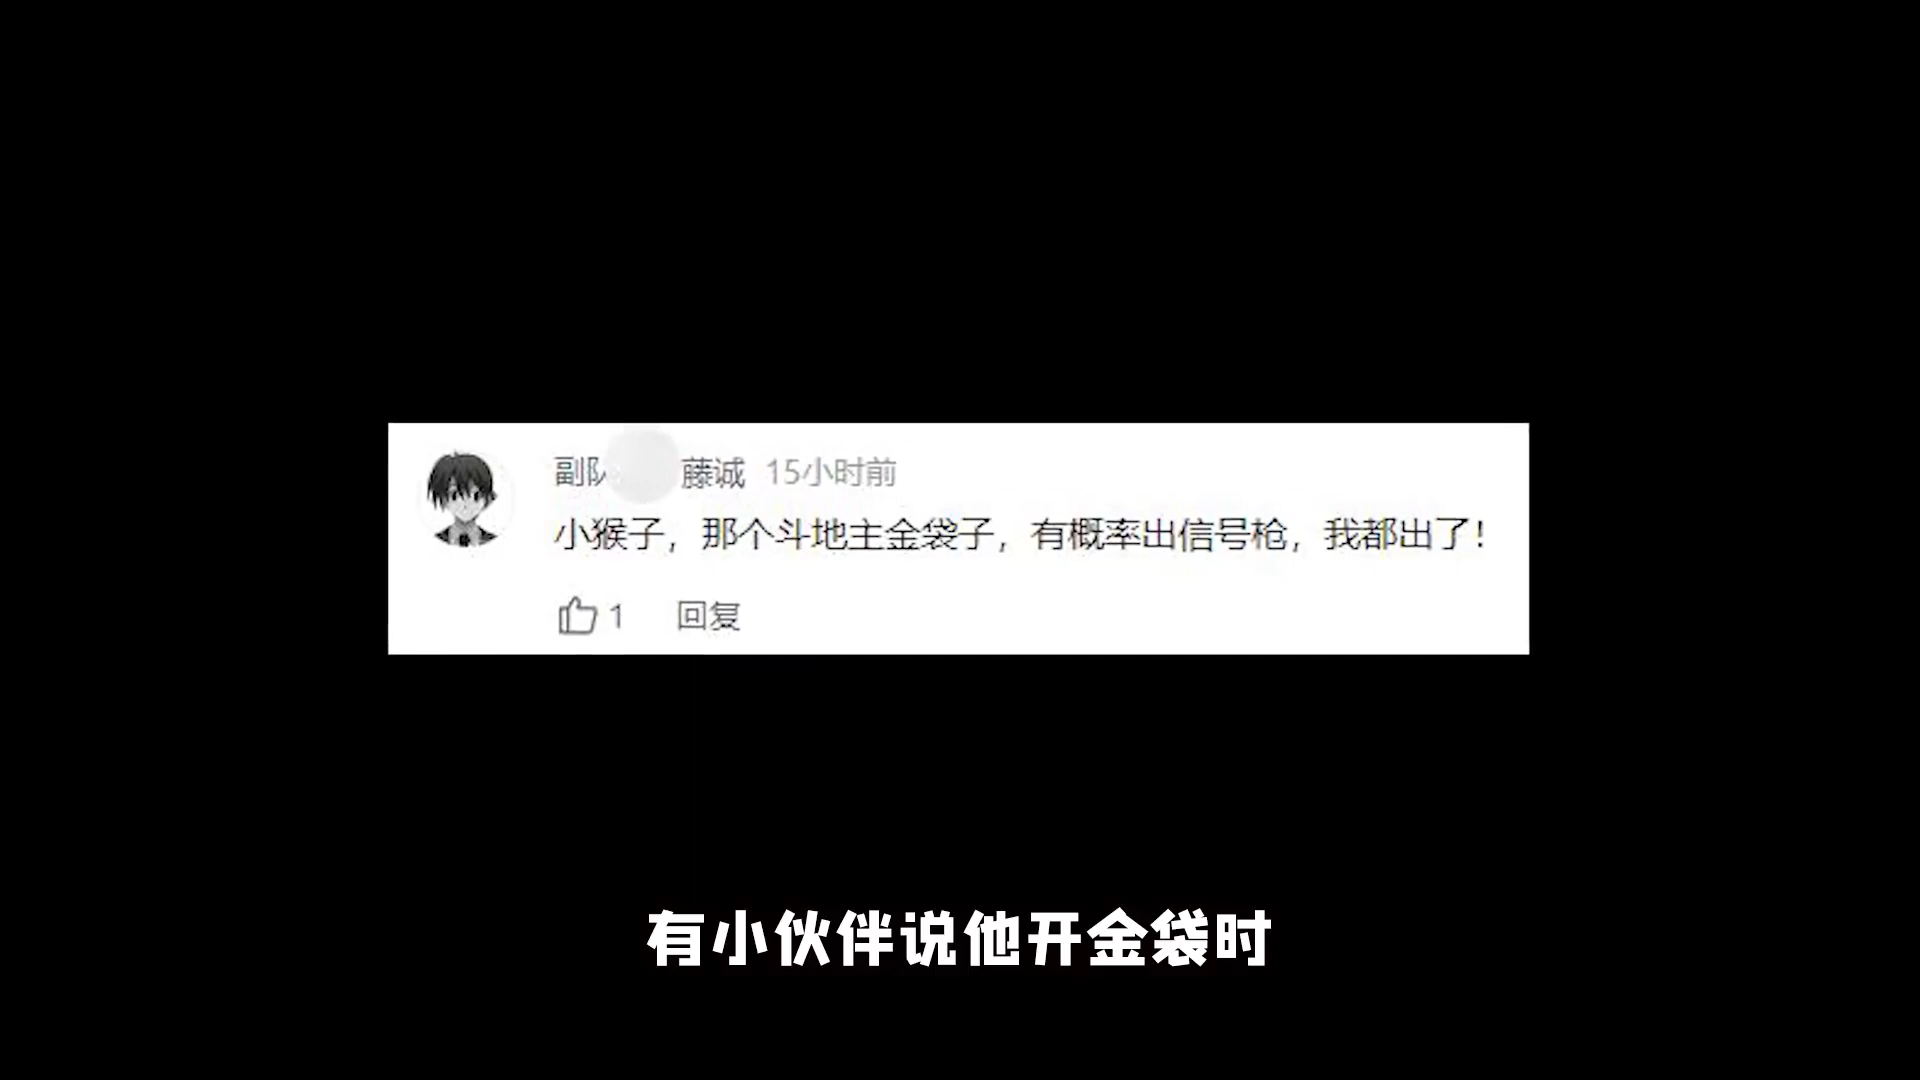 副队 藤诚 15小时前
小猴子，那个斗地主金袋子，有概率出信号枪，我都出了！
1 回复
有小伙伴说他开金袋时